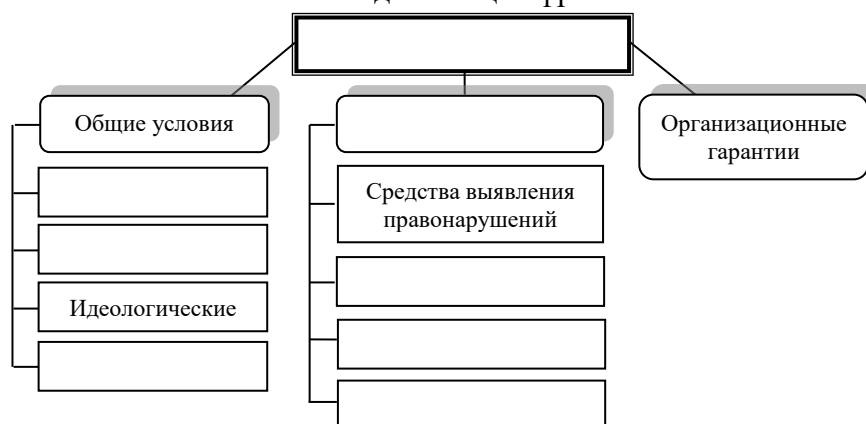 Общие условия
Организационные
гарантии
Средства выявления
правонарушений
Идеологические